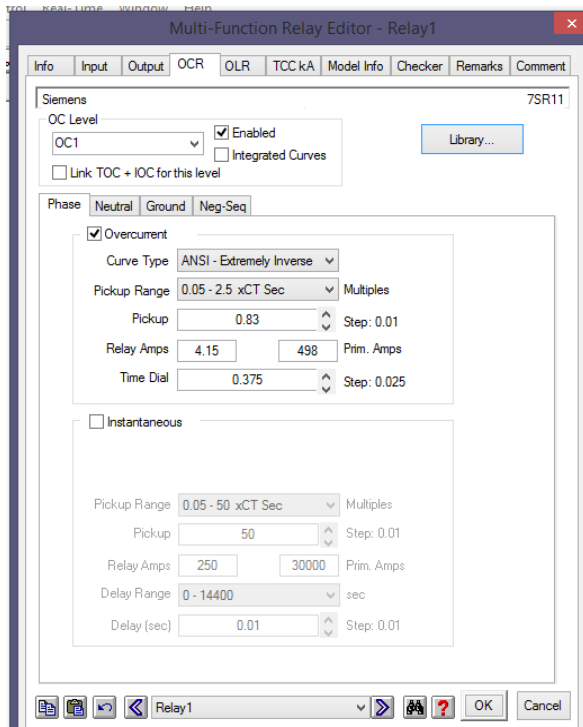 trol Real-Time Window Help
Multi-Function Relay Editor - Relay1
Info Input Output OCR OLR TCC kA Model Info Checker Remarks Comment
Siemens 7SR11
OC Level
OC1 Enabled Library...
Integrated Curves
Link TOC + IOC for this level
Phase Neutral Ground Neg-Seq
Overcurrent
Curve Type ANSI - Extremely Inverse
Pickup Range 0.05 - 2.5 xCT Sec Multiples
Pickup 0.83 Step: 0.01
Relay Amps 4.15 498 Prim. Amps
Time Dial 0.375 Step: 0.025
Instantaneous
Pickup Range 0.05 - 50 xCT Sec Multiples
Pickup 50 Step: 0.01
Relay Amps 250 30000 Prim. Amps
Delay Range 0 - 14400 sec
Delay (sec) 0.01 Step: 0.01
Relay1 ? OK Cancel